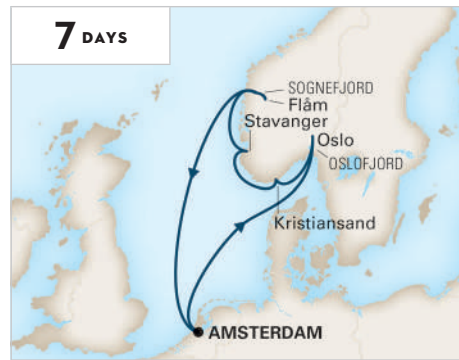 7 DAYS
SOGNEFJORD
Flåm
Stavanger
Oslo
OSLOFJORD
Kristiansand
AMSTERDAM